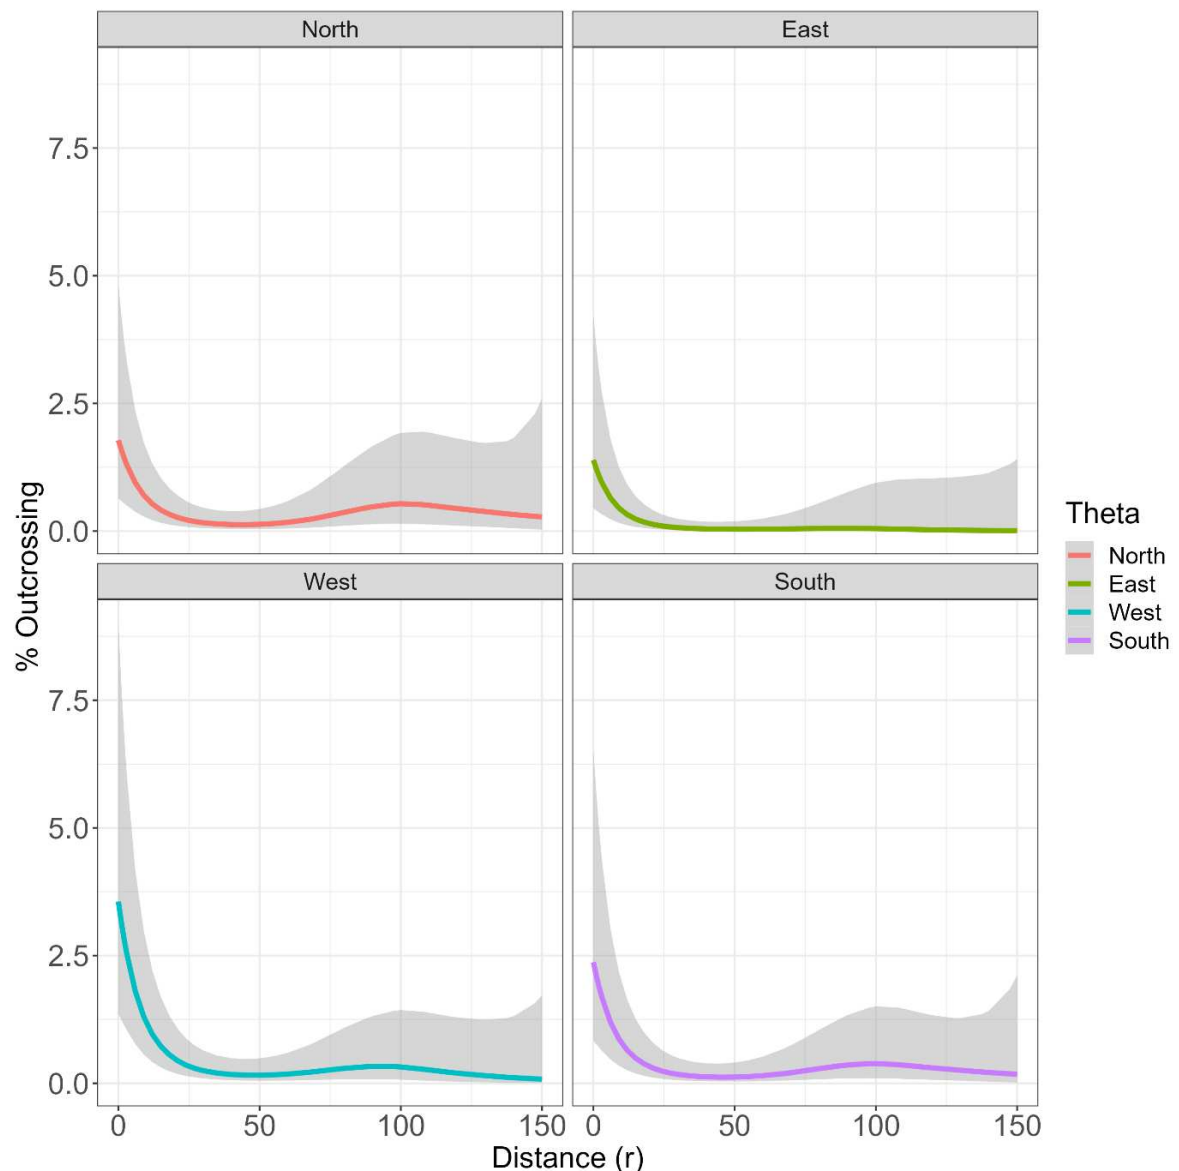 North East
7.5
5.0
2.5
0.0
West South
7.5
5.0
2.5
0.0
% Outcrossing
0 50 100 150 0 50 100 150
Distance (r)
Theta
North
East
West
South